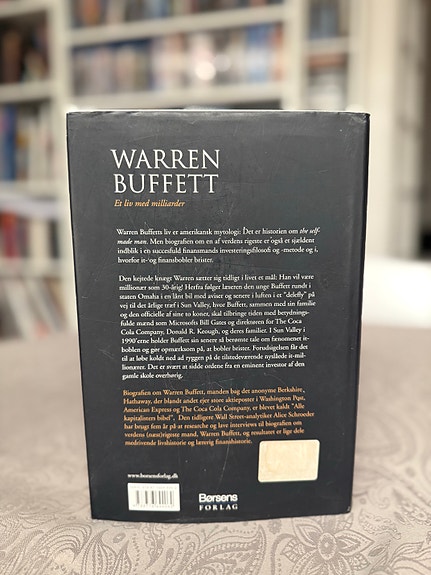 WARREN
BUFFETT
Et liv med milliarder
Warren Buffetts liv er amerikansk mytologi: Det er historien om the self-
made man. Men biografien om en af verdens rigeste er også et sjældent
indblik i en succesfuld finansmands investeringsfilosofi og -metode og i,
hvorfor it-og finansbobler brister.
Den kejtede knægt Warren sætter sig tidligt i livet et mål: Han vil være
millionær som 30-årig! Herfra følger læseren den unge Buffett rundt i
staten Omaha i en lånt bil med aviser og senere i luften i et "delefly" på
vej til det årlige træf i Sun Valley, hvor Buffett, sammen med sin familie
og den officielle af sine to koner, skal tilbringe tiden med betydnings-
fulde mænd som Microsofts Bill Gates og direktøren for The Coca
Cola Company, Donald R. Keough, og deres familier. I Sun Valley i
1990'erne holder Buffett sin senere så berømte tale om fænomenet it-
boblen og gør opmærksom på, at bobler brister. Forudsigelsen får det
til at løbe koldt ned ad ryggen på de tilstedeværende nyslåede it-mil-
lionærer. Det er svært at sidde ordene fra en eminent investor af den
gamle skole overhørig.
Biografien om Warren Buffett, manden bag det anonyme Berkshire
Hathaway, der blandt andet ejer store aktieposter i Washington Post,
American Express og The Coca Cola Company, er blevet kaldt "Alle
kapitalisters bibel". Den tidligere Wall Street-analytiker Alice Schroeder
har brugt fem år på at researche og lave interviews til biografien om
verdens (næst)rigeste mand, Warren Buffett, og resultatet er lige dele
medrivende livshistorie og lærerig finanshistorie.
www.borsensforlag.dk
Børsens
FORLAG